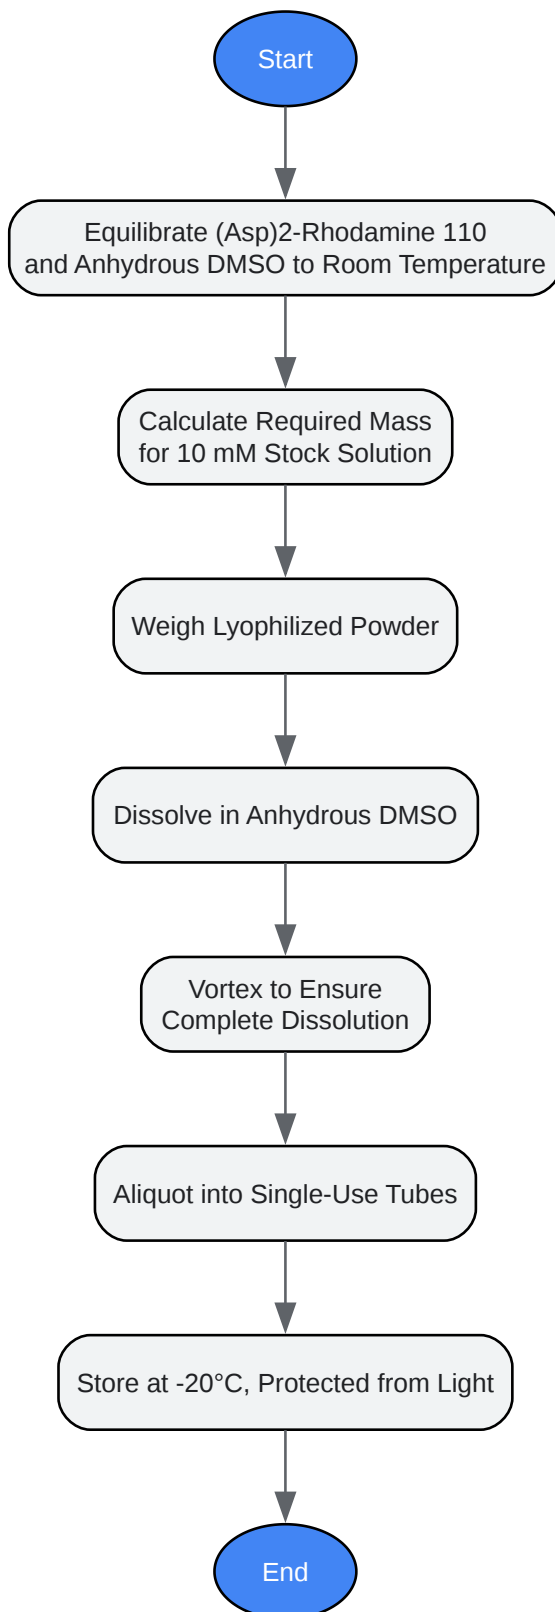 Start
Equilibrate (Asp)2-Rhodamine 110
and Anhydrous DMSO to Room Temperature
Calculate Required Mass
for 10 mM Stock Solution
Weigh Lyophilized Powder
Dissolve in Anhydrous DMSO
Vortex to Ensure
Complete Dissolution
Aliquot into Single-Use Tubes
Store at -20°C, Protected from Light
End